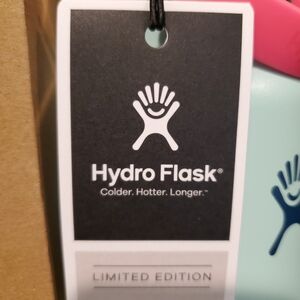 Hydro Flask®
Colder. Hotter. Longer.™
LIMITED EDITION